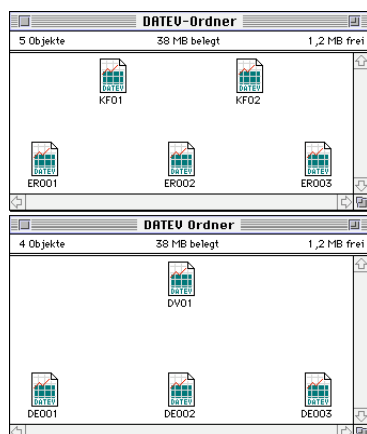 DATEV-Ordner
5 Objekte 38 MB belegt 1,2 MB frei
DATEV DATEV
KF01 KF02
DATEV DATEV DATEV
ER001 ER002 ER003
DATEV Ordner
4 Objekte 38 MB belegt 1,2 MB frei
DATEV
DV01
DATEV DATEV DATEV
DE001 DE002 DE003